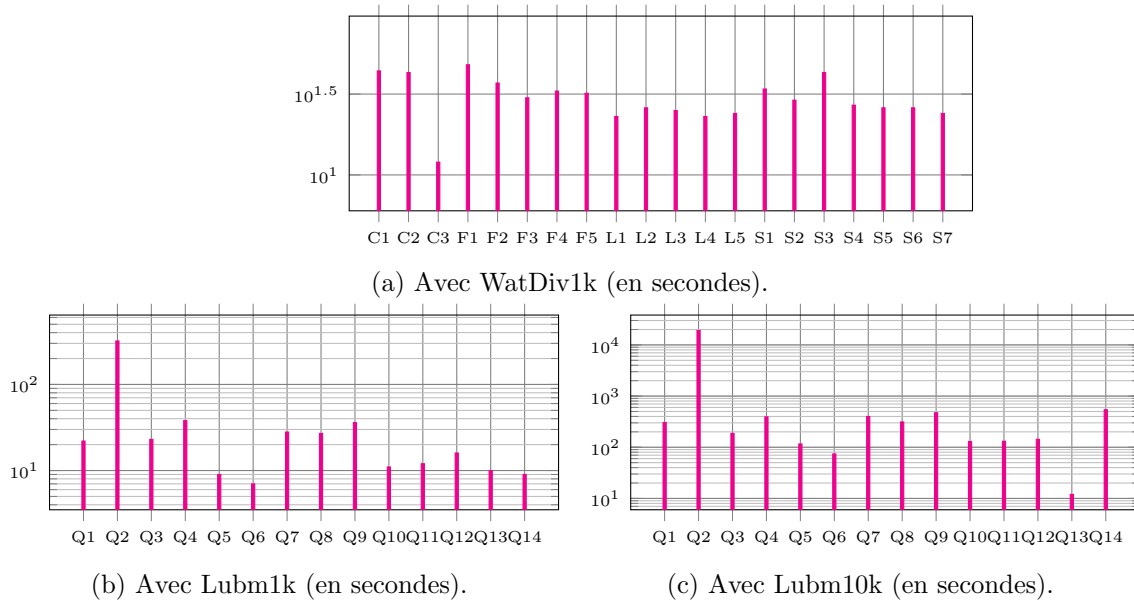 10^1.5
10^1
C1 C2 C3 F1 F2 F3 F4 F5 L1 L2 L3 L4 L5 S1 S2 S3 S4 S5 S6 S7
(a) Avec WatDiv1k (en secondes).
10^2
10^1
Q1 Q2 Q3 Q4 Q5 Q6 Q7 Q8 Q9 Q10 Q11 Q12 Q13 Q14
(b) Avec Lubm1k (en secondes).
10^4
10^3
10^2
10^1
Q1 Q2 Q3 Q4 Q5 Q6 Q7 Q8 Q9 Q10 Q11 Q12 Q13 Q14
(c) Avec Lubm10k (en secondes).